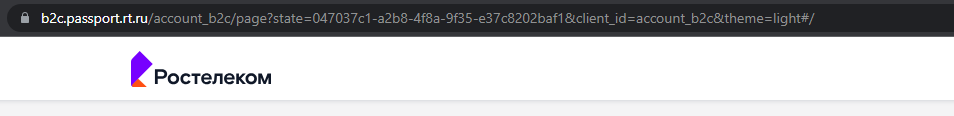 b2c.passport.rt.ru/account_b2c/page?state=047037c1-a2b8-4f8a-9f35-e37c8202baf1&client_id=account_b2c&theme=light#/
Ростелеком